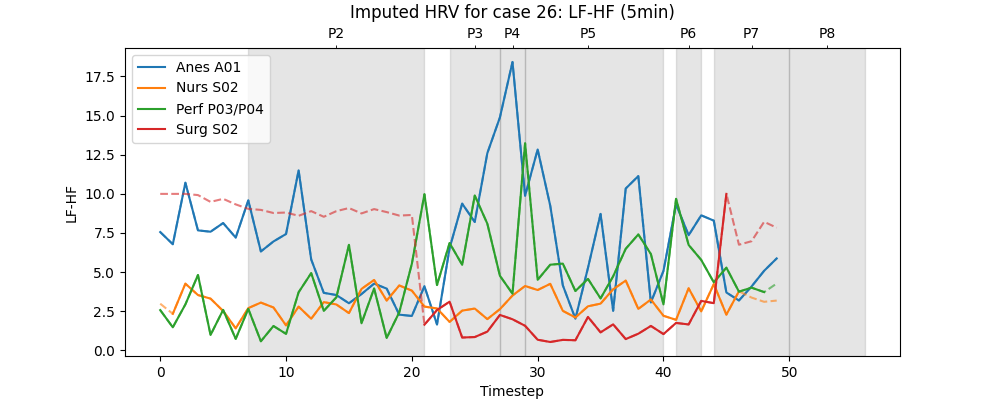 Imputed HRV for case 26: LF-HF (5min)
P2 P3 P4 P5 P6 P7 P8
17.5
15.0
12.5
10.0
7.5
5.0
2.5
0.0
LF-HF
Anes A01
Nurs S02
Perf P03/P04
Surg S02
0 10 20 30 40 50
Timestep